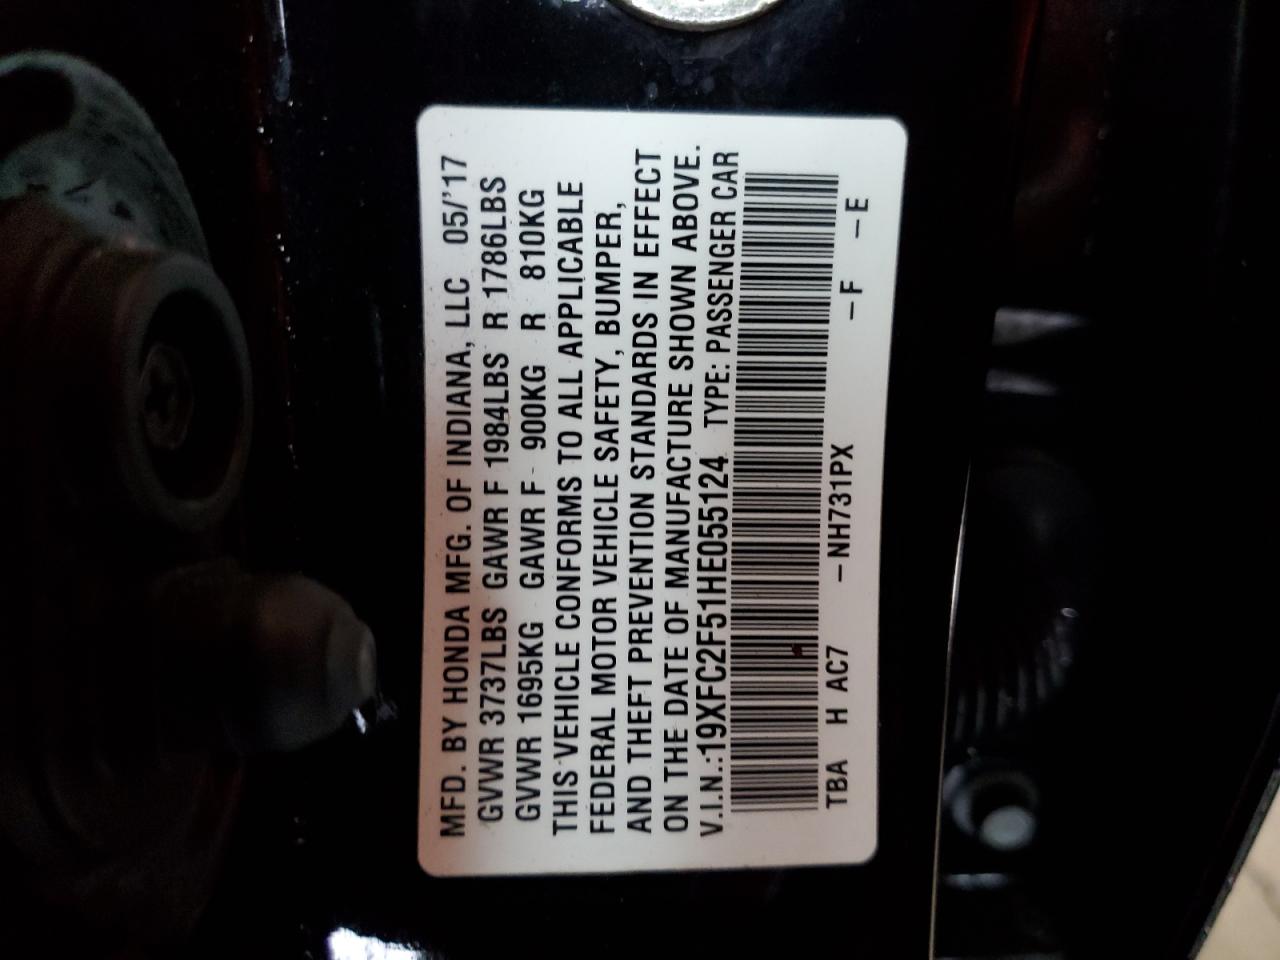 MFD. BY HONDA MFG. OF INDIANA, LLC 05/'17
GVWR 3737LBS GAWR F 1984LBS R 1786LBS
GVWR 1695KG GAWR F 900KG R 810KG
THIS VEHICLE CONFORMS TO ALL APPLICABLE
FEDERAL MOTOR VEHICLE SAFETY, BUMPER,
AND THEFT PREVENTION STANDARDS IN EFFECT
ON THE DATE OF MANUFACTURE SHOWN ABOVE.
V.I.N.:19XFC2F51HE055124 TYPE: PASSENGER CAR
TBA H AC7 –NH731PX –F –E